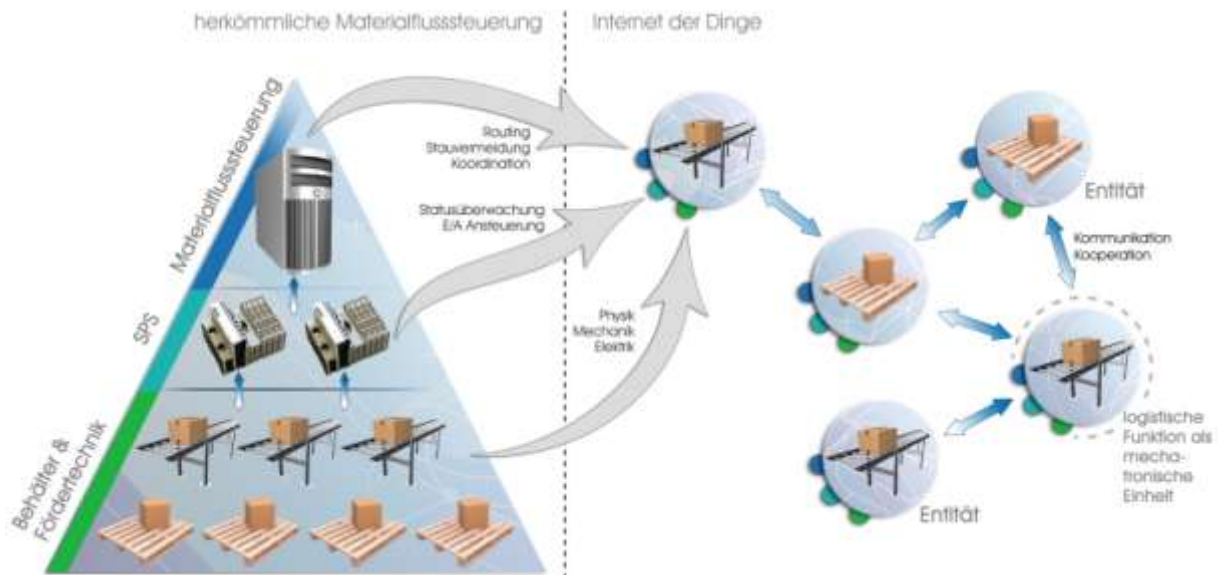 herkömmliche Materialflusssteuerung
Internet der Dinge
Materialflusssteuerung
SPS
Behälter &
Fördertechnik
Routing
Stauvermeidung
Koordination
Statusüberwachung
E/A Ansteuerung
Physik
Mechanik
Elektrik
Entität
Kommunikation
Kooperation
logistische
Funktion als
mecha-
tronische
Einheit
Entität